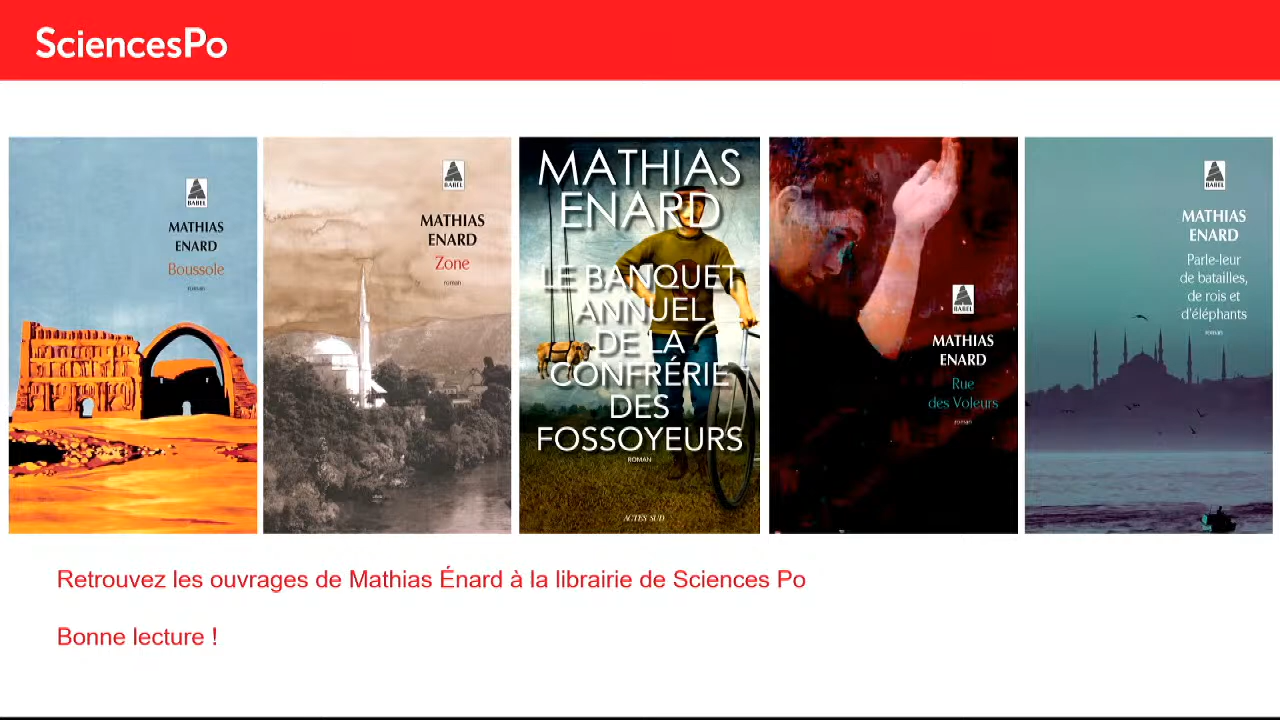 SciencesPo
BABEL
MATHIAS
ENARD
Boussole
roman
BABEL
MATHIAS
ENARD
Zone
roman
MATHIAS
ENARD
LE BANQUET
ANNUEL
DE LA
CONFRÉRIE
DES
FOSSOYEURS
ROMAN
ACTES SUD
BABEL
MATHIAS
ENARD
Rue
des Voleurs
roman
BABEL
MATHIAS
ENARD
Parle-leur
de batailles,
de rois et
d'éléphants
roman
Retrouvez les ouvrages de Mathias Énard à la librairie de Sciences Po
Bonne lecture !